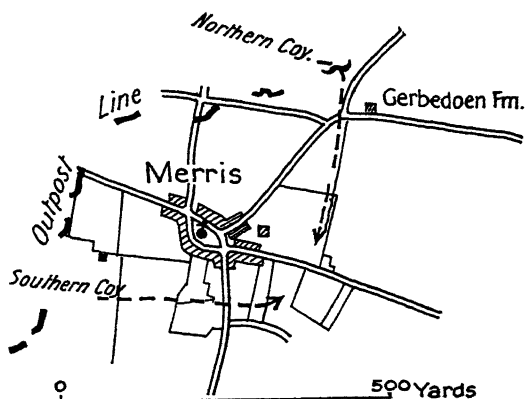 Northern Coy.
Line
Gerbedoen Fm.
Merris
Outpost
Southern Coy
0
500 Yards